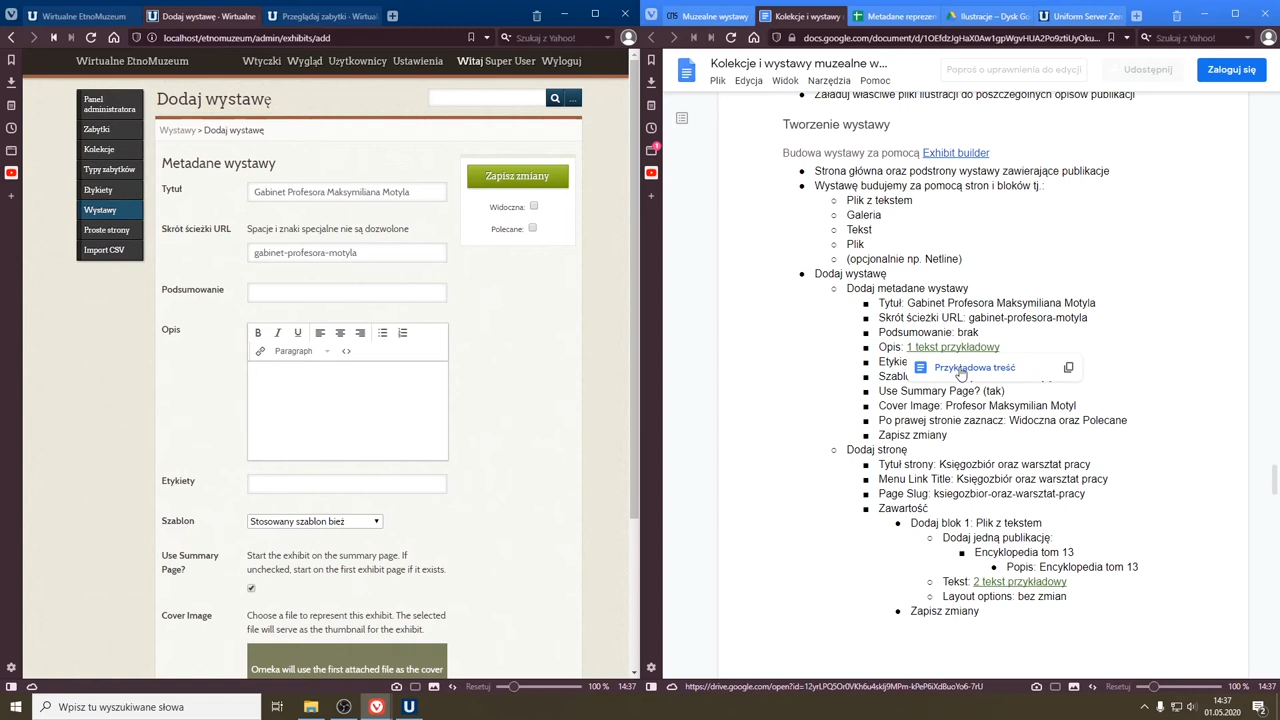 Wirtualne EtnoMuzeum
Dodaj wystawę - Wirtualne
Przeglądaj zabytki - Wirtual
Muzealne wystawy
Kolekcje i wystawy
Metadane reprezen
Ilustracje – Dysk Go
Uniform Server Zer
localhost/etnomuzeum/admin/exhibits/add
Szukaj z Yahoo!
Szukaj z Yahoo!
Wirtualne EtnoMuzeum
Wtyczki
Wygląd
Użytkownicy
Ustawienia
Witaj Super User
Wyloguj
Panel administratora
Zabytki
Kolekcje
Typy zabytków
Etykiety
Wystawy
Proste strony
Import CSV
Dodaj wystawę
...
Wystawy > Dodaj wystawę
Metadane wystawy
Zapisz zmiany
Widoczna:
Polecane:
Tytuł
Gabinet Profesora Maksymiliana Motyla
Skrót ścieżki URL
Spacje i znaki specjalne nie są dozwolone
gabinet-profesora-motyla
Podsumowanie
Opis
B I U
Paragraph
Etykiety
Szablon
Stosowany szablon bież
Use Summary Page?
Start the exhibit on the summary page. If
unchecked, start on the first exhibit page if it exists.
Cover Image
Choose a file to represent this exhibit. The selected
file will serve as the thumbnail for the exhibit.
Omeka will use the first attached file as the cover
Kolekcje i wystawy muzealne w...
Plik Edycja Widok Narzędzia Pomoc
Poproś o uprawnienia do edycji
Udostępnij
Zaloguj się
Załaduj właściwe pliki ilustracji do poszczególnych opisów publikacji
Tworzenie wystawy
Budowa wystawy za pomocą Exhibit builder
Strona główna oraz podstrony wystawy zawierające publikacje
Wystawę budujemy za pomocą stron i bloków tj.:
Plik z tekstem
Galeria
Tekst
Plik
(opcjonalnie np. Netline)
Dodaj wystawę
Dodaj metadane wystawy
Tytuł: Gabinet Profesora Maksymiliana Motyla
Skrót ścieżki URL: gabinet-profesora-motyla
Podsumowanie: brak
Opis: 1 tekst przykładowy
Etykie
Przykładowa treść
Szabl
Use Summary Page? (tak)
Cover Image: Profesor Maksymilian Motyl
Po prawej stronie zaznacz: Widoczna oraz Polecane
Zapisz zmiany
Dodaj stronę
Tytuł strony: Księgozbiór oraz warsztat pracy
Menu Link Title: Księgozbiór oraz warsztat pracy
Page Slug: ksiegozbior-oraz-warsztat-pracy
Zawartość
Dodaj blok 1: Plik z tekstem
Dodaj jedną publikację:
Encyklopedia tom 13
Popis: Encyklopedia tom 13
Tekst: 2 tekst przykładowy
Layout options: bez zmian
Zapisz zmiany
Resetuj
100 %
14:37
Resetuj
100 %
14:37
Wpisz tu wyszukiwane słowa
14:37
01.05.2020
2